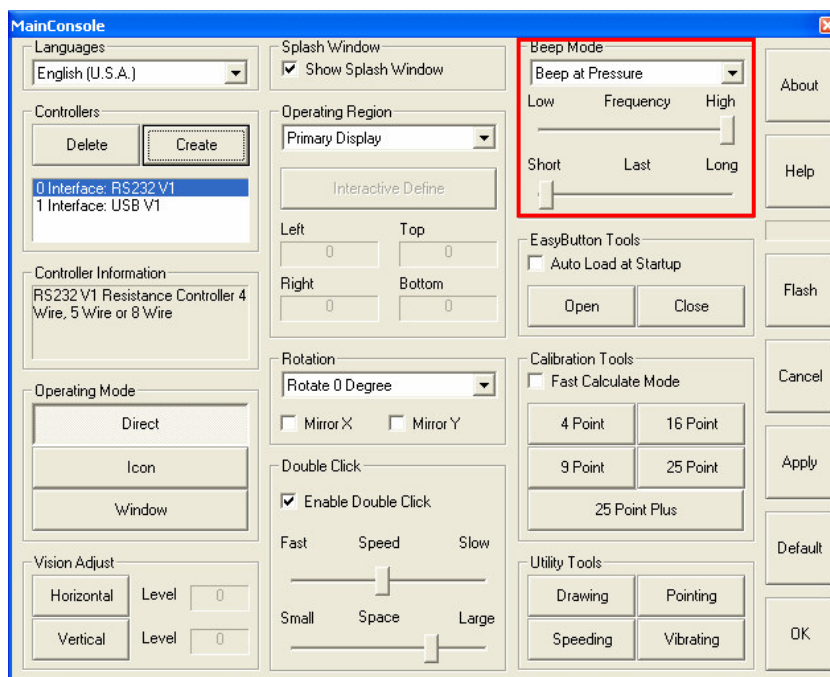 MainConsole
Languages
English (U.S.A.)
Controllers
Delete Create
0 Interface: RS232 V1
1 Interface: USB V1
Controller Information
RS232 V1 Resistance Controller 4
Wire, 5 Wire or 8 Wire
Operating Mode
Direct
Icon
Window
Vision Adjust
Horizontal Level 0
Vertical Level 0
Splash Window
Show Splash Window
Operating Region
Primary Display
Interactive Define
Left Top
0 0
Right Bottom
0 0
Rotation
Rotate 0 Degree
Mirror X Mirror Y
Double Click
Enable Double Click
Fast Speed Slow
Small Space Large
Beep Mode
Beep at Pressure
Low Frequency High
Short Last Long
EasyButton Tools
Auto Load at Startup
Open Close
Calibration Tools
Fast Calculate Mode
4 Point 16 Point
9 Point 25 Point
25 Point Plus
Utility Tools
Drawing Pointing
Speeding Vibrating
About
Help
Flash
Cancel
Apply
Default
OK